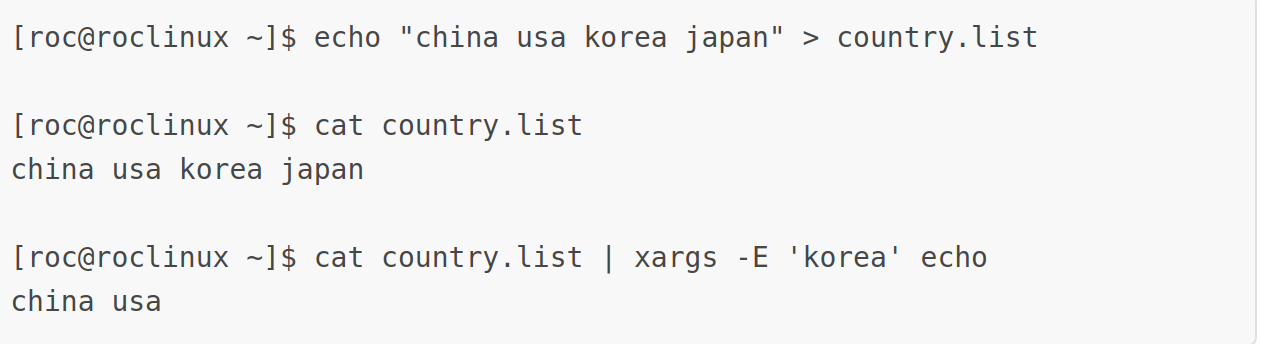 [roc@roclinux ~]$ echo "china usa korea japan" > country.list
[roc@roclinux ~]$ cat country.list
china usa korea japan
[roc@roclinux ~]$ cat country.list | xargs -E 'korea' echo
china usa